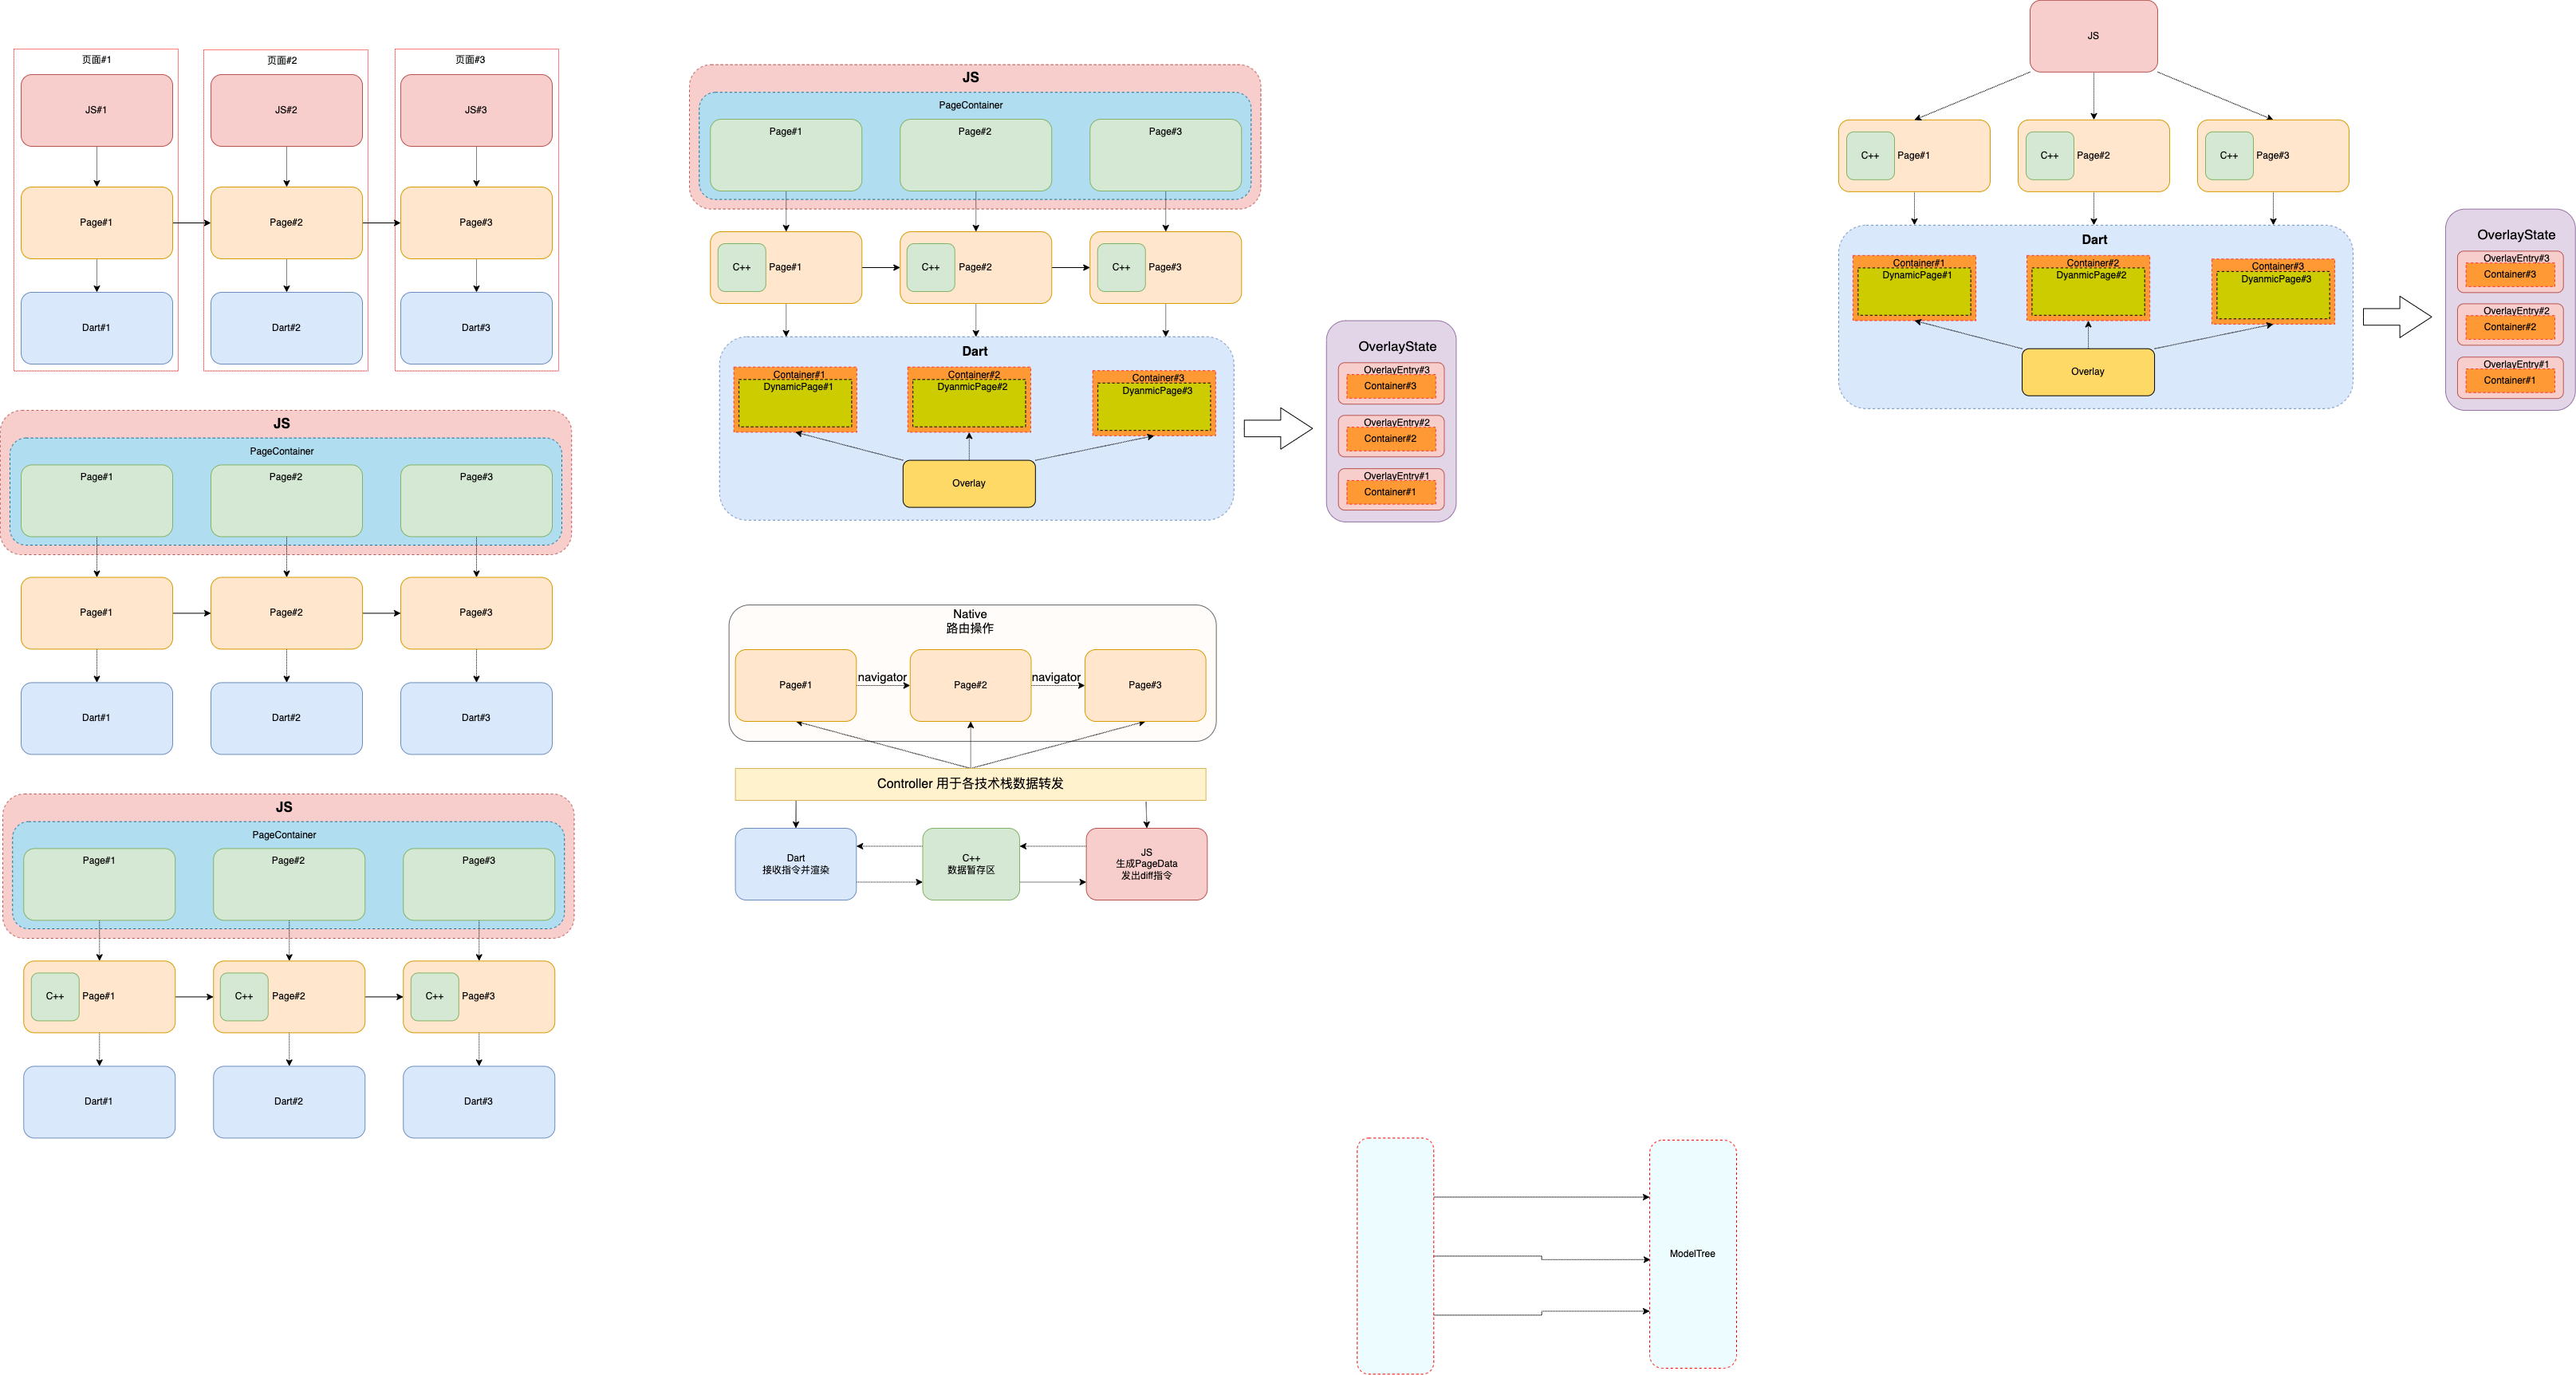 页面#1
页面#2
页面#3
JS#1
JS#2
JS#3
Page#1
Page#2
Page#3
Dart#1
Dart#2
Dart#3
JS
PageContainer
Page#1
Page#2
Page#3
Page#1
Page#2
Page#3
Dart#1
Dart#2
Dart#3
JS
PageContainer
Page#1
Page#2
Page#3
C++
Page#1
C++
Page#2
C++
Page#3
Dart#1
Dart#2
Dart#3
JS
PageContainer
Page#1
Page#2
Page#3
C++
Page#1
C++
Page#2
C++
Page#3
Dart
Container#1
DynamicPage#1
Container#2
DyanmicPage#2
Container#3
DyanmicPage#3
Overlay
OverlayState
OverlayEntry#3
Container#3
OverlayEntry#2
Container#2
OverlayEntry#1
Container#1
Native
路由操作
Page#1
navigator
Page#2
navigator
Page#3
Controller 用于各技术栈数据转发
Dart
接收指令并渲染
C++
数据暂存区
JS
生成PageData
发出diff指令
JS
C++
Page#1
C++
Page#2
C++
Page#3
Dart
Container#1
DynamicPage#1
Container#2
DyanmicPage#2
Container#3
DyanmicPage#3
Overlay
OverlayState
OverlayEntry#3
Container#3
OverlayEntry#2
Container#2
OverlayEntry#1
Container#1
ModelTree